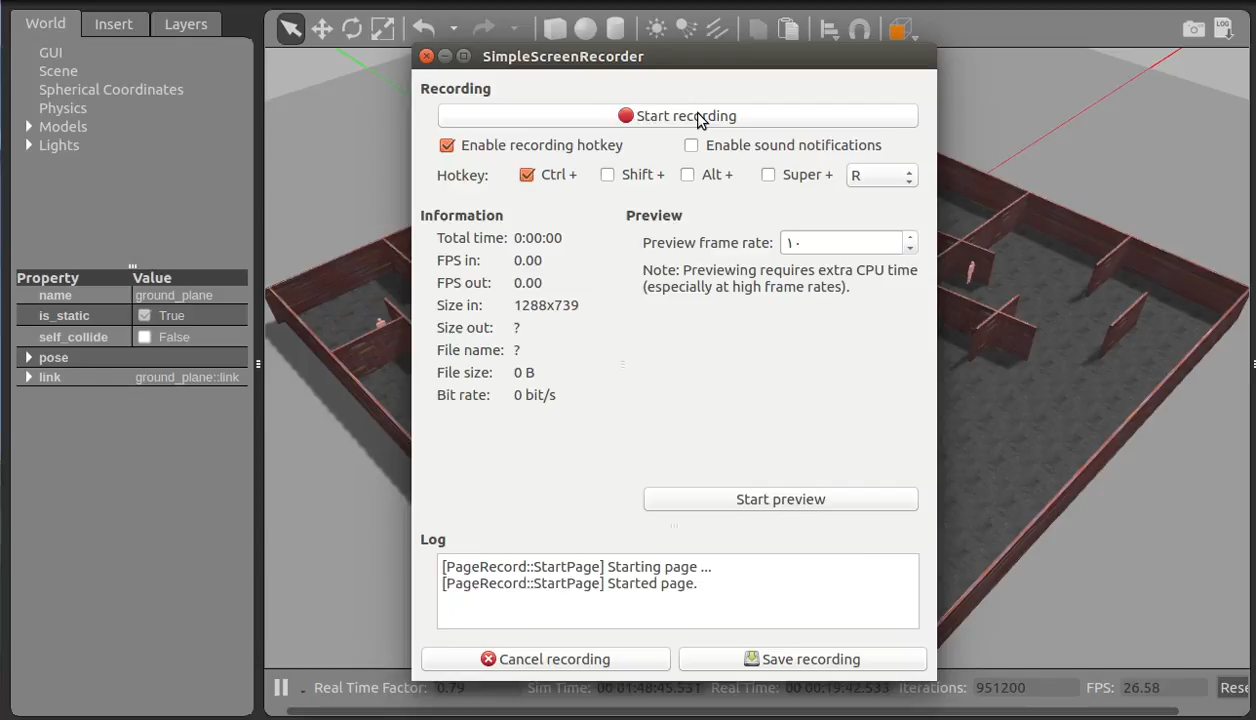 World
Insert
Layers
GUI
Scene
Spherical Coordinates
Physics
Models
Lights
Property
Value
name
ground_plane
is_static
True
self_collide
False
pose
link
ground_plane::link
LOG
SimpleScreenRecorder
Recording
Start recording
Enable recording hotkey
Enable sound notifications
Hotkey:
Ctrl +
Shift +
Alt +
Super +
R
Information
Total time: 0:00:00
FPS in: 0.00
FPS out: 0.00
Size in: 1288x739
Size out: ?
File name: ?
File size: 0 B
Bit rate: 0 bit/s
Preview
Preview frame rate: ١٠
Note: Previewing requires extra CPU time
(especially at high frame rates).
Start preview
Log
[PageRecord::StartPage] Starting page ...
[PageRecord::StartPage] Started page.
Cancel recording
Save recording
Real Time Factor: 0.79
Sim Time: 00 01:48:45.531
Real Time: 00 00:19:42.533
Iterations: 951200
FPS: 26.58
Rese